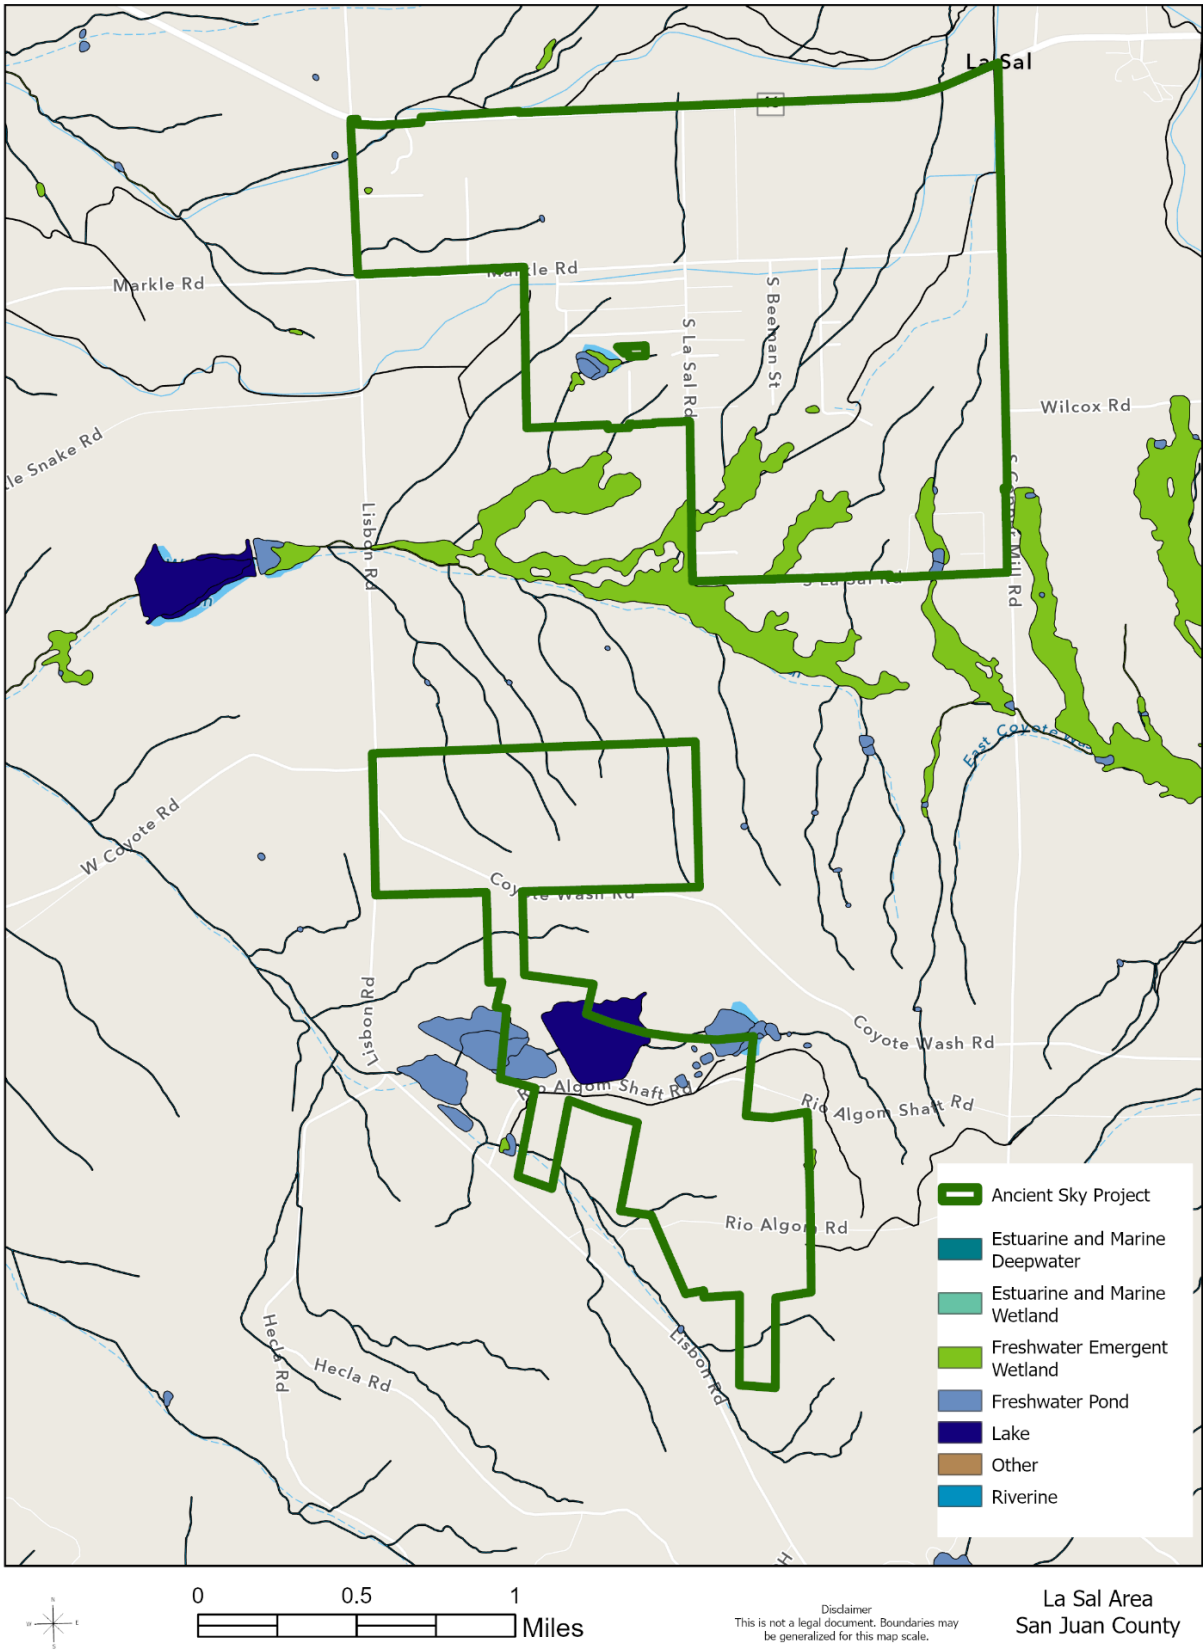 La Sal
Markle Rd
Markle Rd
S La Sal Rd
S Beeman St
Wilcox Rd
le Snake Rd
Lisbon Rd
S La Sal Rd
Mill Rd
East Coyote
W Coyote Rd
Coyote Wash Rd
Lisbon Rd
Coyote Wash Rd
Rio Algom Shaft Rd
Rio Algom Shaft Rd
Rio Algom Rd
Hecla Rd
Hecla Rd
Lisbon Rd
H
Ancient Sky Project
Estuarine and Marine
Deepwater
Estuarine and Marine
Wetland
Freshwater Emergent
Wetland
Freshwater Pond
Lake
Other
Riverine
N
W E
S
0 0.5 1
Miles
Disclaimer
This is not a legal document. Boundaries may
be generalized for this map scale.
La Sal Area
San Juan County